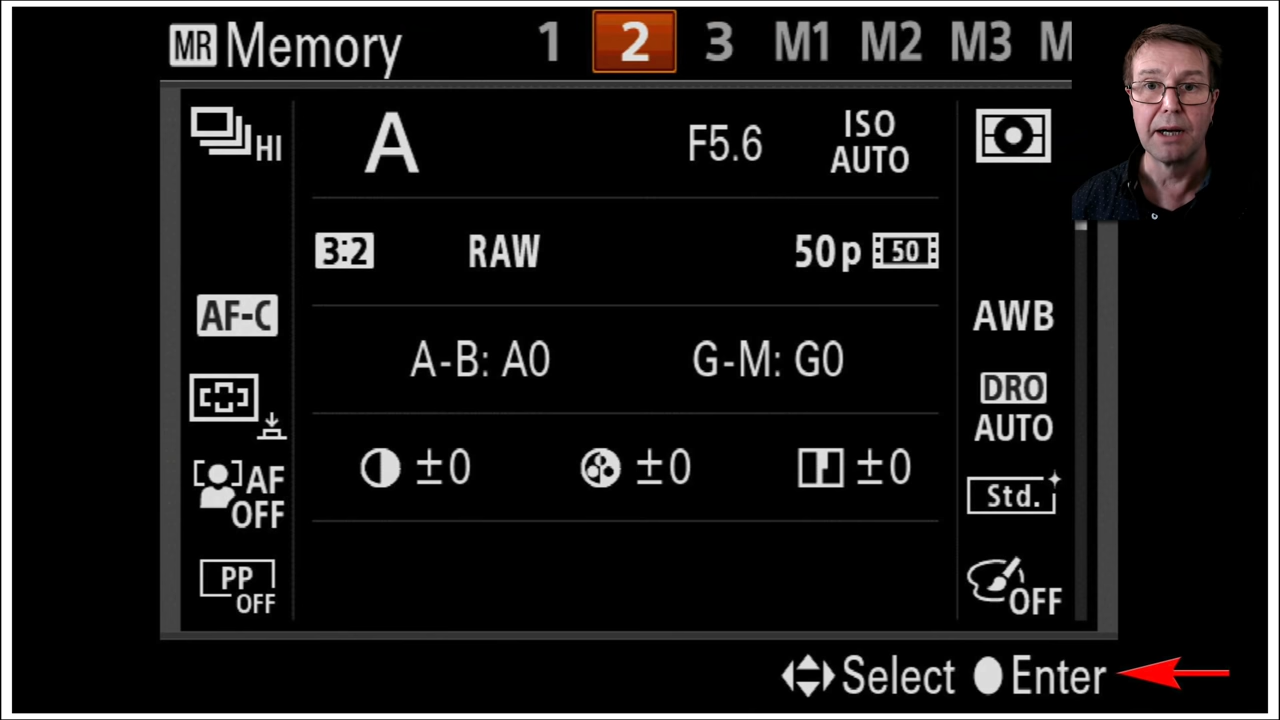 MR Memory 1 2 3 M1 M2 M3 M
HI A F5.6 ISO AUTO
3:2 RAW 50p 50
AF-C AWB
A-B: A0 G-M: G0
DRO AUTO
±0 ±0 ±0
AF OFF Std.
PP OFF OFF
Select Enter